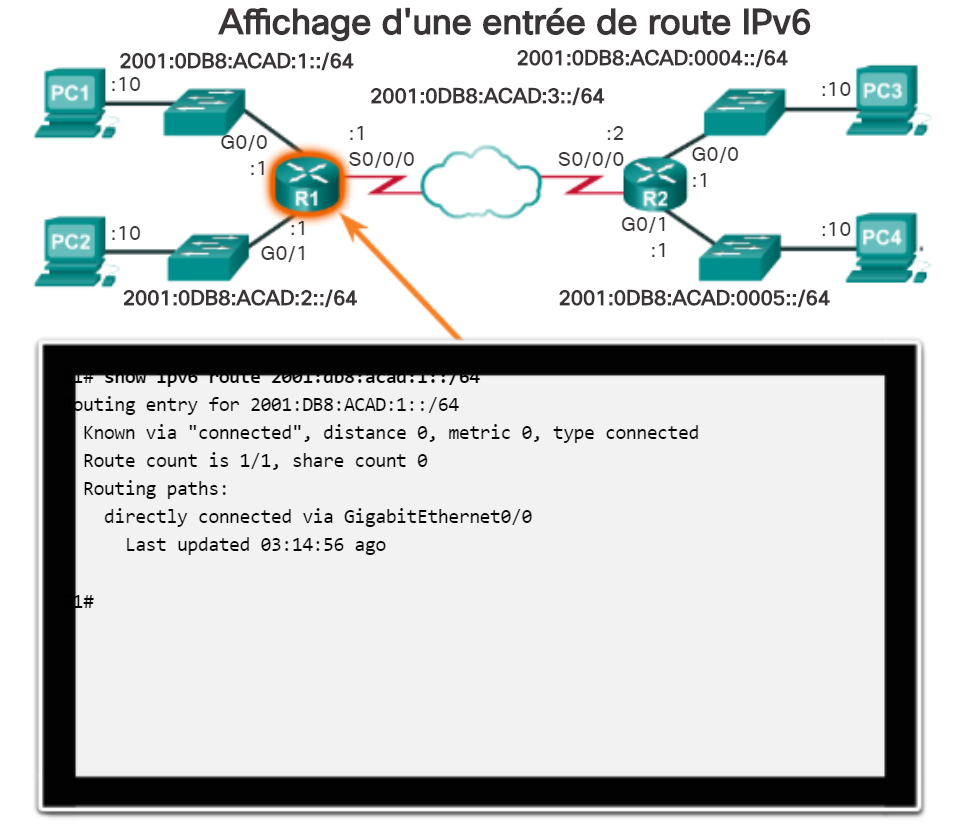 Affichage d'une entrée de route IPv6
2001:0DB8:ACAD:1::/64
2001:0DB8:ACAD:0004::/64
PC1
:10
2001:0DB8:ACAD:3::/64
:10
PC3
G0/0
:1
:1
S0/0/0
R1
:2
S0/0/0
G0/0
:1
R2
PC2
:10
:1
G0/1
G0/1
:1
:10
PC4
2001:0DB8:ACAD:2::/64
2001:0DB8:ACAD:0005::/64
1# show ipv6 route 2001:db8:acad:1::/64
outing entry for 2001:DB8:ACAD:1::/64
Known via "connected", distance 0, metric 0, type connected
Route count is 1/1, share count 0
Routing paths:
directly connected via GigabitEthernet0/0
Last updated 03:14:56 ago
1#